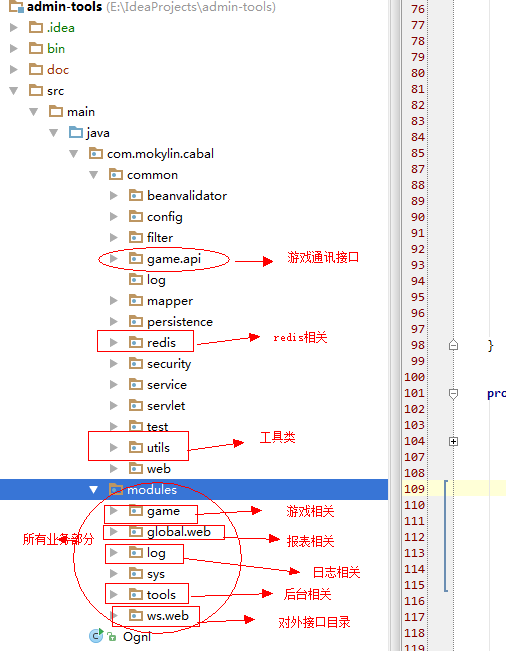 admin-tools (E:\IdeaProjects\admin-tools)
.idea
bin
doc
src
main
java
com.mokylin.cabal
common
beanvalidator
config
filter
game.api 游戏通讯接口
log
mapper
persistence
redis redis相关
security
service
servlet
test
utils 工具类
web
modules
所有业务部分
game 游戏相关
global.web 报表相关
log 日志相关
sys
tools 后台相关
ws.web 对外接口目录
Ognl
76
77
78
79
80
81
82
83
84
85
87
88
89
90
91
92
93
94
95
96
97
98 }
99
100
101 pro
102
103
104
107
108
109
110
111
112
113
114
115
116
117
118
119